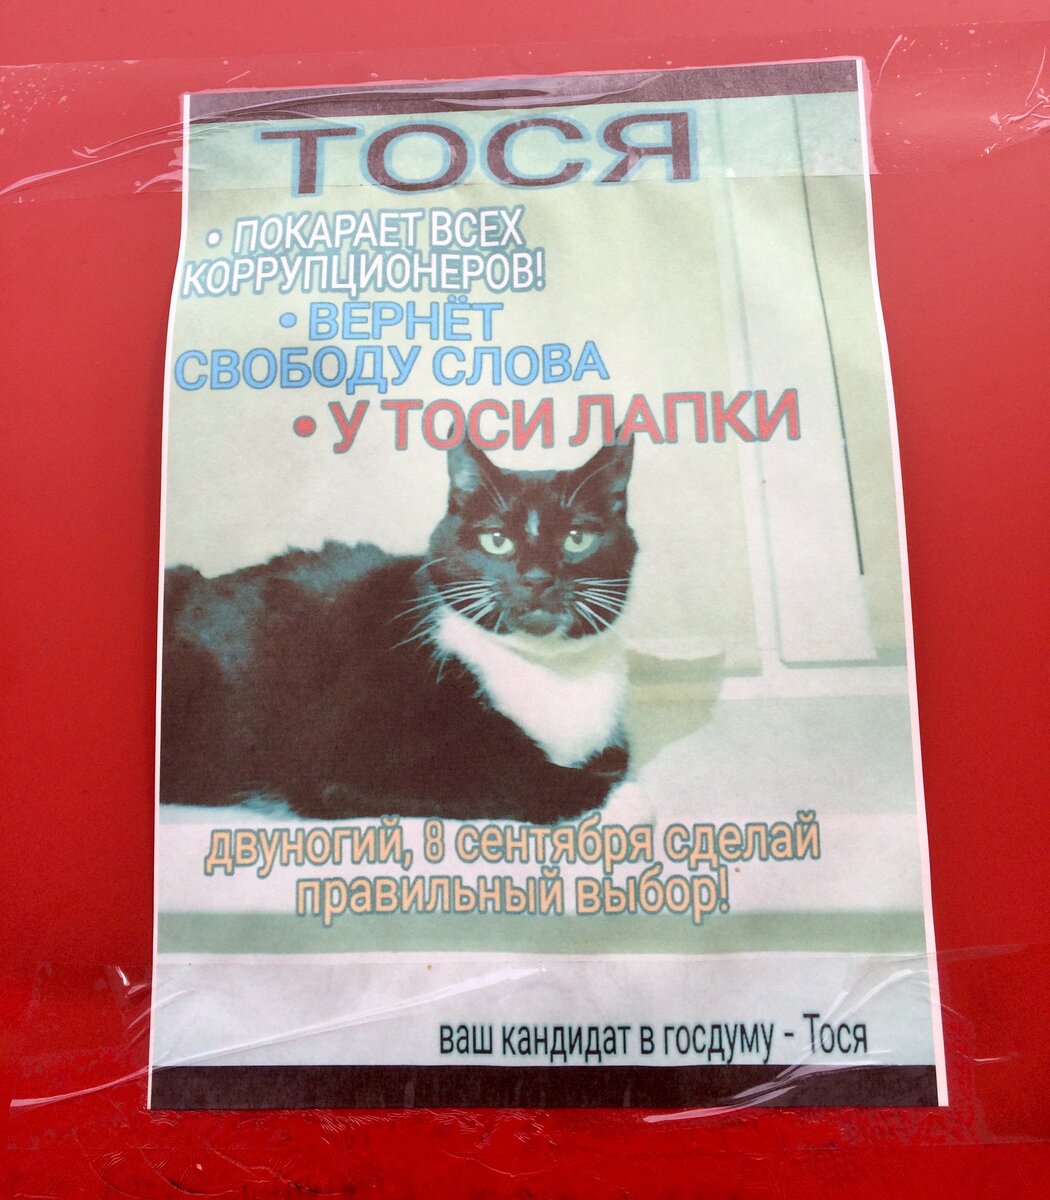 ТОСЯ
• ПОКАРАЕТ ВСЕХ
КОРРУПЦИОНЕРОВ!
• ВЕРНЁТ
СВОБОДУ СЛОВА
• У ТОСИ ЛАПКИ
двуногий, 8 сентября сделай
правильный выбор!
ваш кандидат в госдуму - Тося